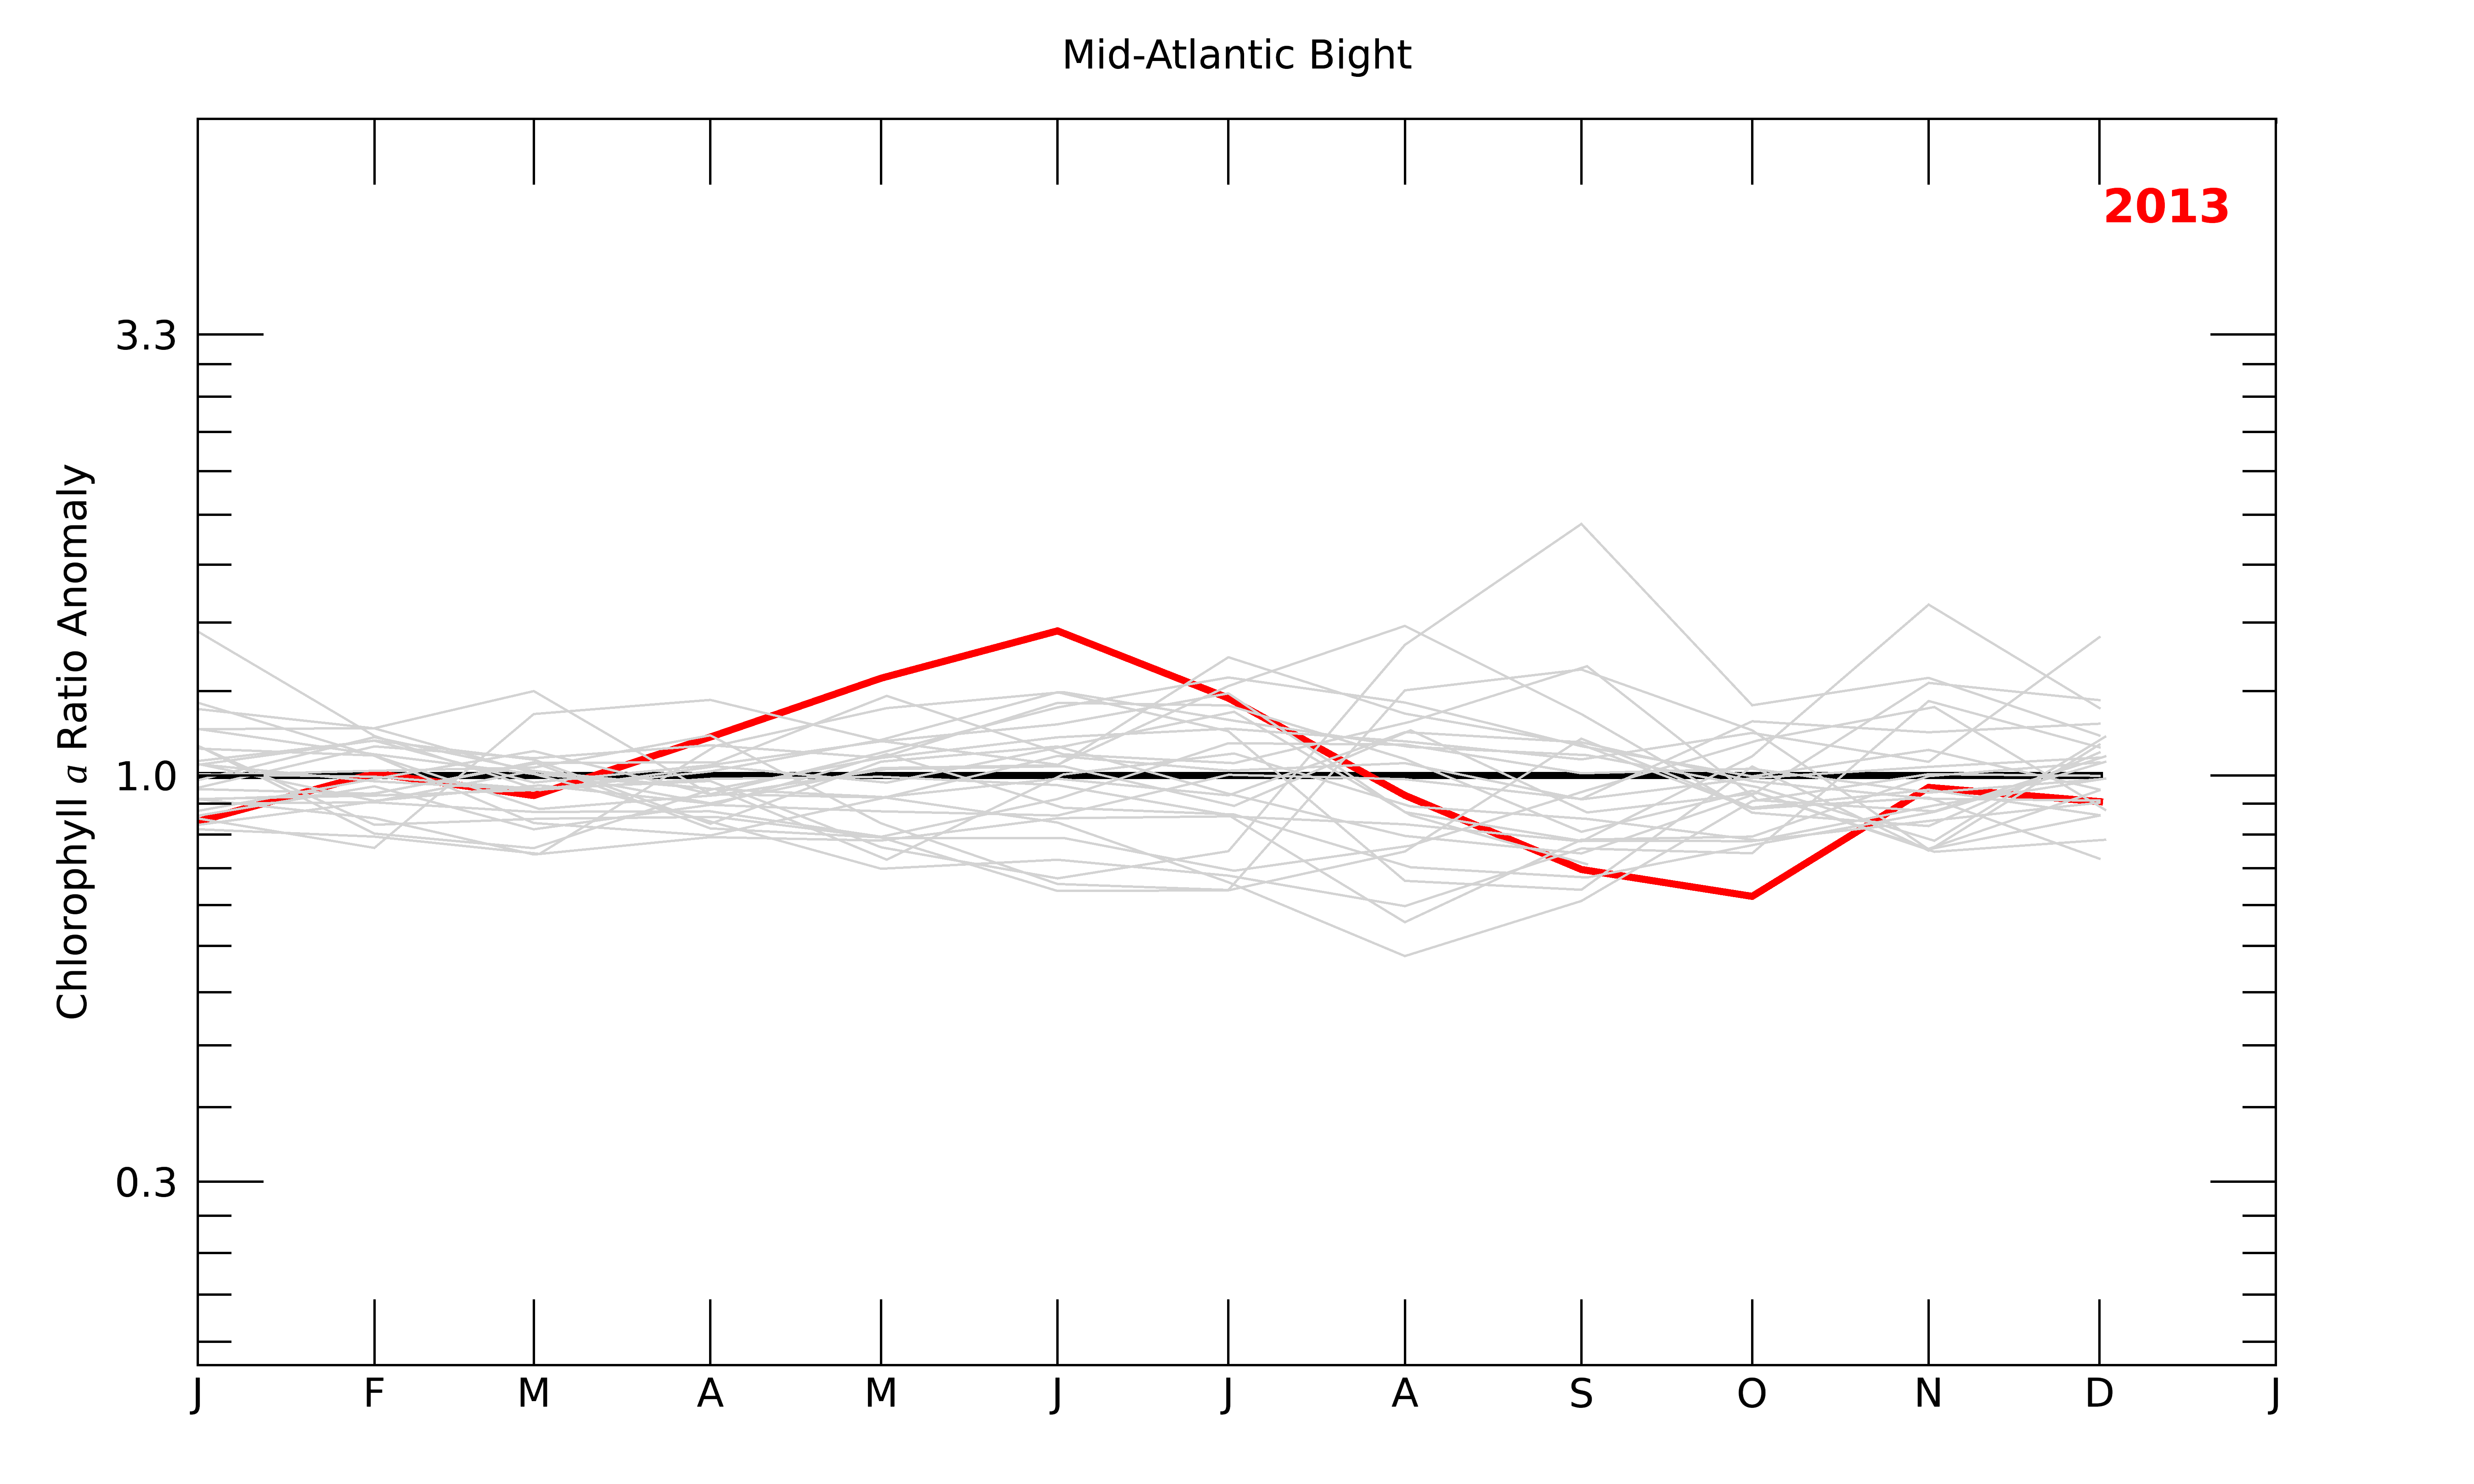 Mid-Atlantic Bight
2013
Chlorophyll a Ratio Anomaly
3.3
1.0
0.3
J F M A M J J A S O N D J